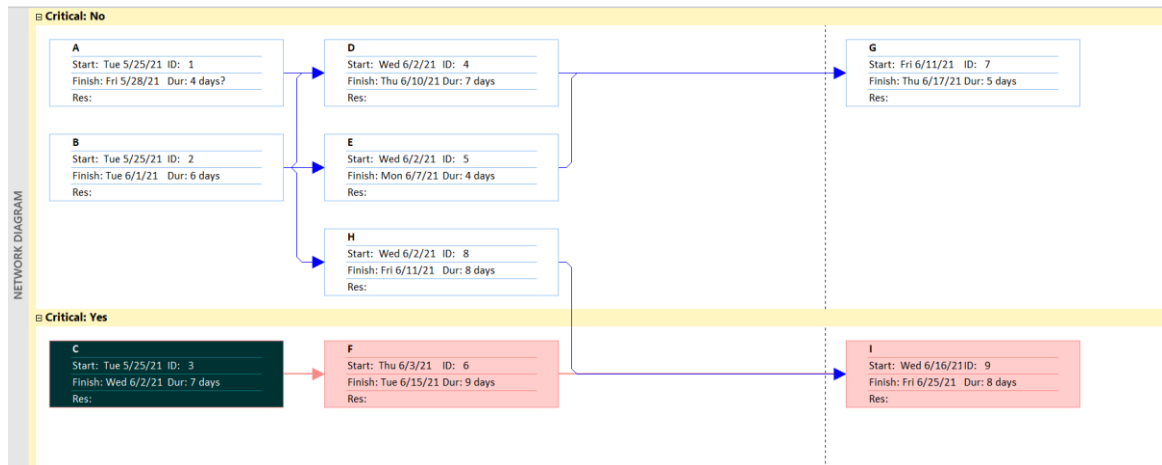 NETWORK DIAGRAM
Critical: No
A
Start: Tue 5/25/21 ID: 1
Finish: Fri 5/28/21 Dur: 4 days?
Res:
D
Start: Wed 6/2/21 ID: 4
Finish: Thu 6/10/21 Dur: 7 days
Res:
G
Start: Fri 6/11/21 ID: 7
Finish: Thu 6/17/21 Dur: 5 days
Res:
B
Start: Tue 5/25/21 ID: 2
Finish: Tue 6/1/21 Dur: 6 days
Res:
E
Start: Wed 6/2/21 ID: 5
Finish: Mon 6/7/21 Dur: 4 days
Res:
H
Start: Wed 6/2/21 ID: 8
Finish: Fri 6/11/21 Dur: 8 days
Res:
Critical: Yes
C
Start: Tue 5/25/21 ID: 3
Finish: Wed 6/2/21 Dur: 7 days
Res:
F
Start: Thu 6/3/21 ID: 6
Finish: Tue 6/15/21 Dur: 9 days
Res:
I
Start: Wed 6/16/21 ID: 9
Finish: Fri 6/25/21 Dur: 8 days
Res: